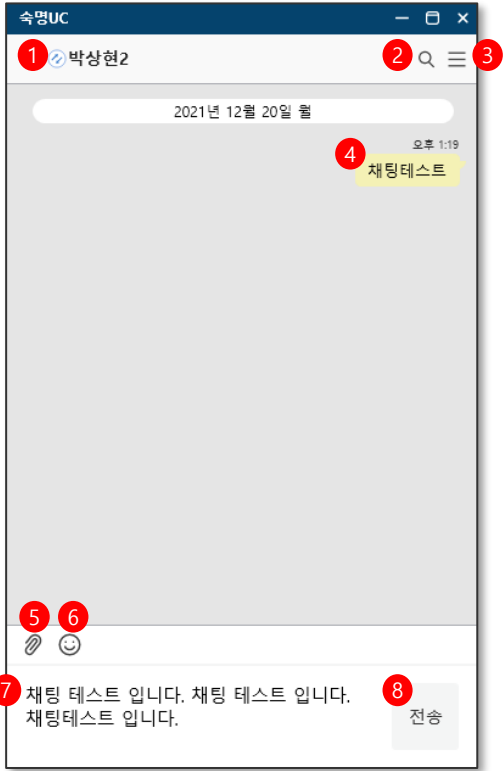 숙명UC
1 박상현2 2 3
2021년 12월 20일 월
오후 1:19
4 채팅테스트
5 6
7 채팅 테스트 입니다. 채팅 테스트 입니다.
채팅테스트 입니다.
8 전송